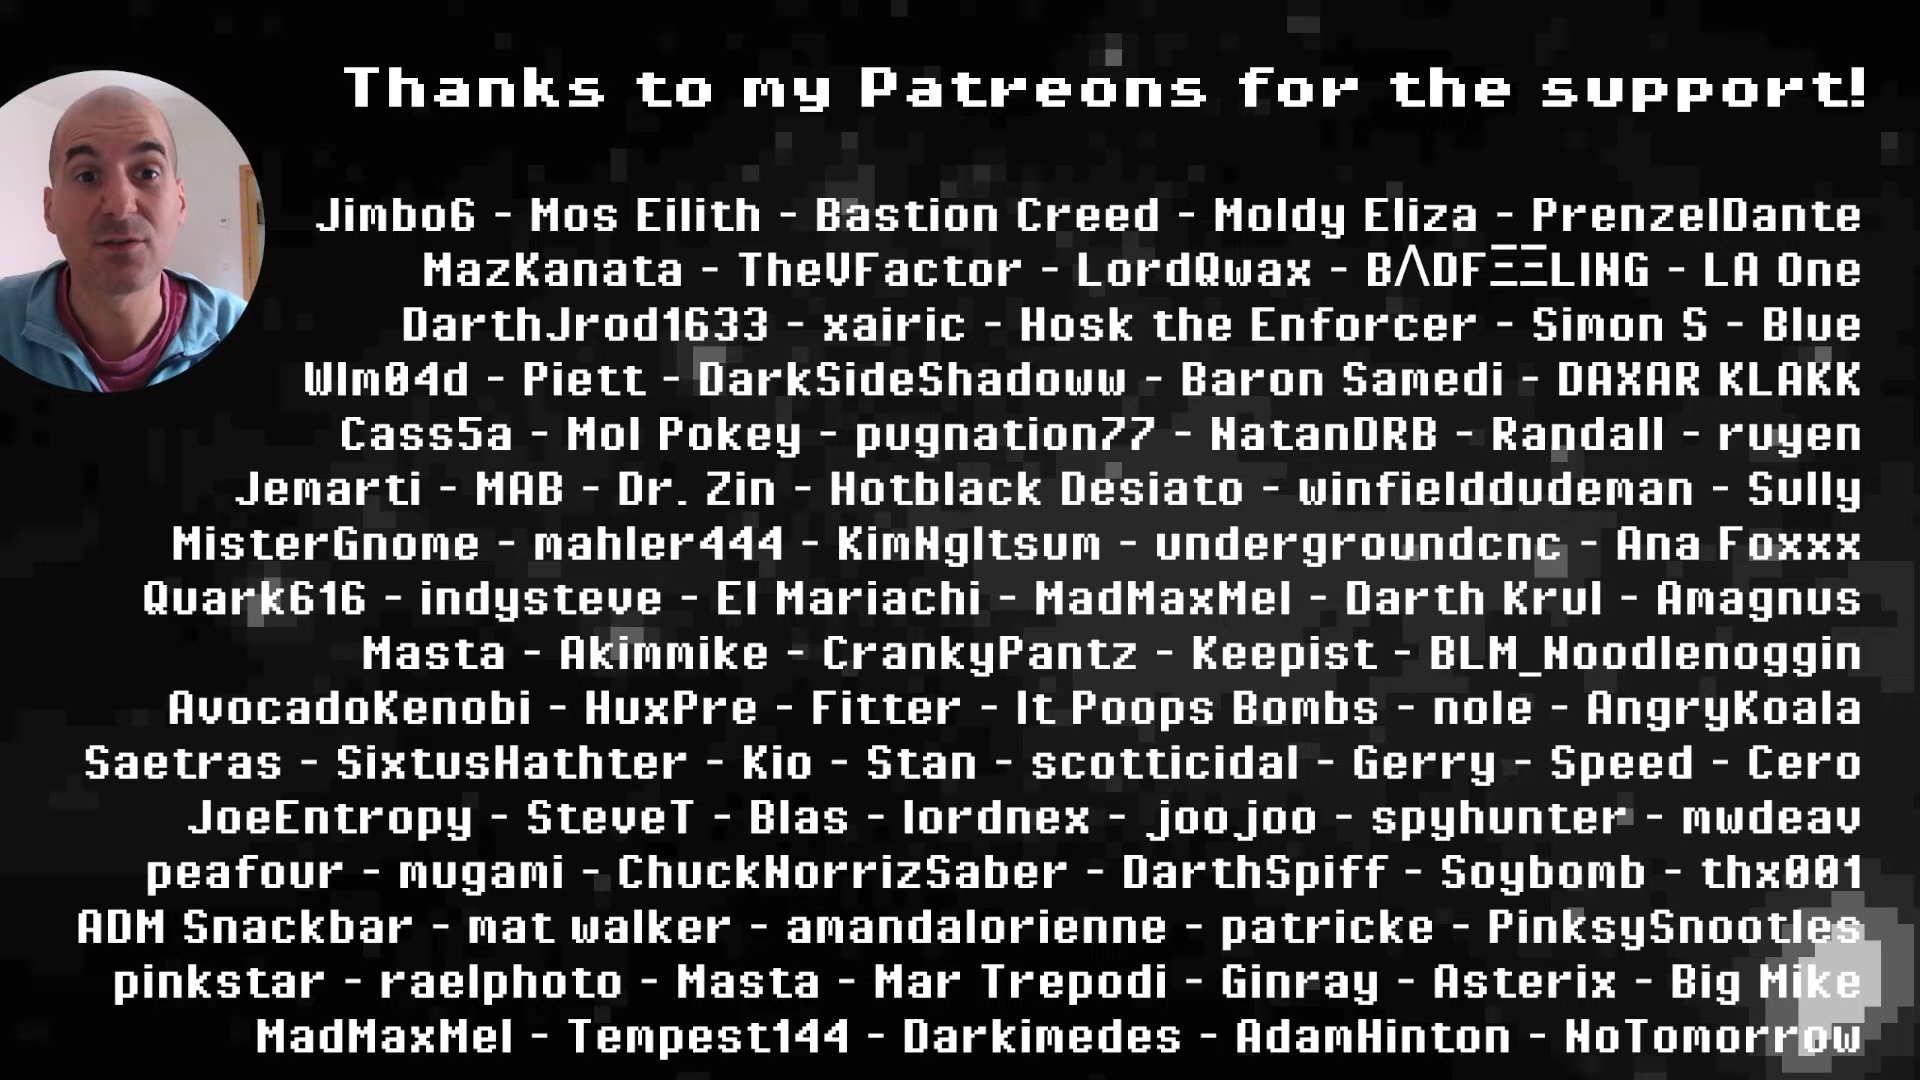 Thanks to my Patreons for the support!
Jimbo6 - Mos Eilith - Bastion Creed - Moldy Eliza - PrenzelDante
MazKanata - TheVFactor - LordQwax - BΛDFΞΞLING - LA One
DarthJrod1633 - xairic - Hosk the Enforcer - Simon S - Blue
Wlm04d - Piett - DarkSideShadoww - Baron Samedi - DAXAR KLAKK
Cass5a - Mol Pokey - pugnation77 - NatanDRB - Randall - ruyen
Jemarti - MAB - Dr. Zin - Hotblack Desiato - winfielddudeman - Sully
MisterGnome - mahler444 - KimNgltsum - undergroundcnc - Ana Foxxx
Quark616 - indysteve - El Mariachi - MadMaxMel - Darth Krul - Amagnus
Masta - Akimmike - CrankyPantz - Keepist - BLM_Noodlenoggin
AvocadoKenobi - HuxPre - Fitter - It Poops Bombs - nole - AngryKoala
Saetras - SixtusHathter - Kio - Stan - scotticidal - Gerry - Speed - Cero
JoeEntropy - SteveT - Blas - lordnex - joojoo - spyhunter - mwdeav
peafour - mugami - ChuckNorrizSaber - DarthSpiff - Soybomb - thx001
ADM Snackbar - mat walker - amandalorienne - patricke - PinksySnootles
pinkstar - raelphoto - Masta - Mar Trepodi - Ginray - Asterix - Big Mike
MadMaxMel - Tempest144 - Darkimedes - AdamHinton - NoTomorrow